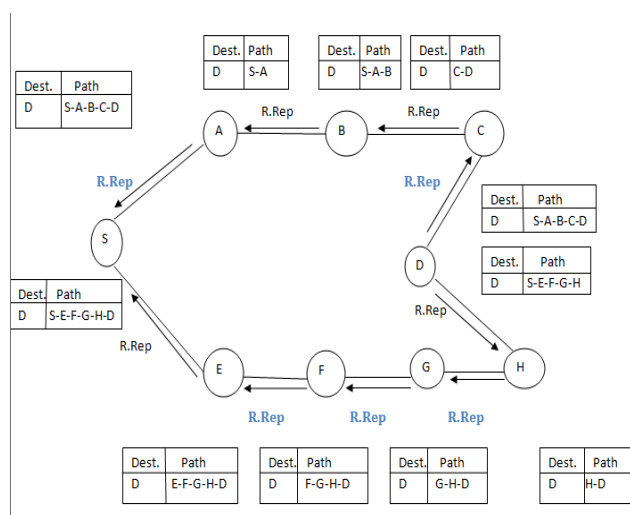 Dest. Path
D S-A
Dest. Path
D S-A-B
Dest. Path
D C-D
Dest. Path
D S-A-B-C-D
R.Rep
R.Rep
A
B
C
R.Rep
R.Rep
Dest. Path
D S-A-B-C-D
S
D
Dest. Path
D S-E-F-G-H
Dest. Path
D S-E-F-G-H-D
R.Rep
R.Rep
E
F
G
H
R.Rep
R.Rep
R.Rep
Dest. Path
D E-F-G-H-D
Dest. Path
D F-G-H-D
Dest. Path
D G-H-D
Dest. Path
D H-D